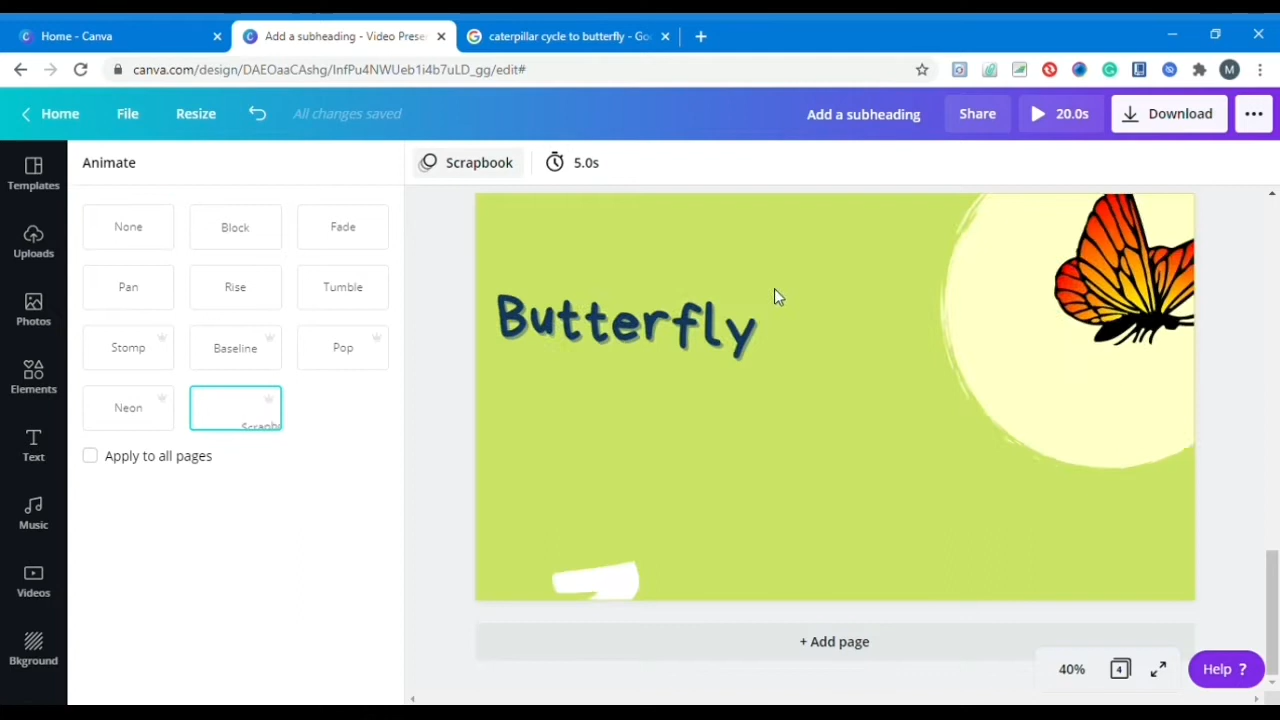 Home - Canva
Add a subheading - Video Prese
caterpillar cycle to butterfly - Go
canva.com/design/DAEOaaCAshg/InfPu4NWUeb1i4b7uLD_gg/edit#
M
Home
File
Resize
All changes saved
Add a subheading
Share
20.0s
Download
Templates
Uploads
Photos
Elements
Text
Music
Videos
Bkground
Animate
None
Block
Fade
Pan
Rise
Tumble
Stomp
Baseline
Pop
Neon
Scrapb
Apply to all pages
Scrapbook
5.0s
Butterfly
+ Add page
40%
4
Help ?